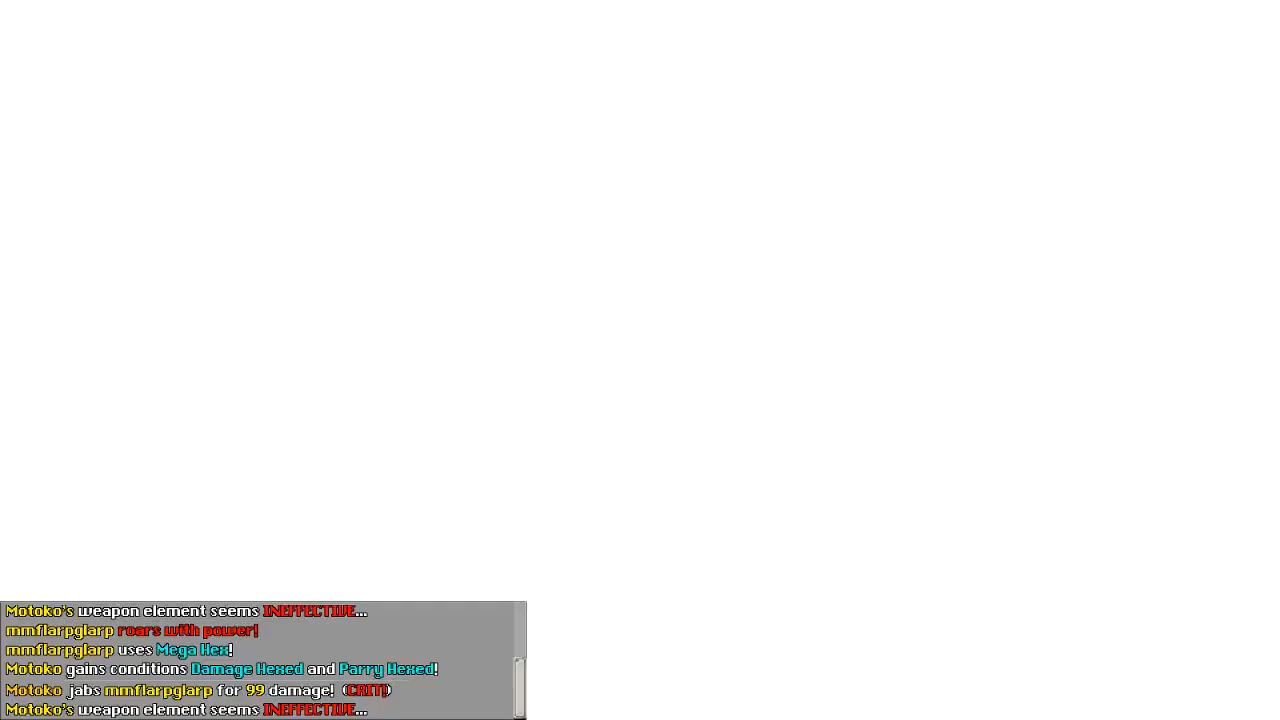 Motoko's weapon element seems INEFFECTIVE...
mmflarpglarp roars with power!
mmflarpglarp uses Mega Hex!
Motoko gains conditions Damage Hexed and Parry Hexed!
Motoko jabs mmflarpglarp for 99 damage! (CRIT!)
Motoko's weapon element seems INEFFECTIVE...